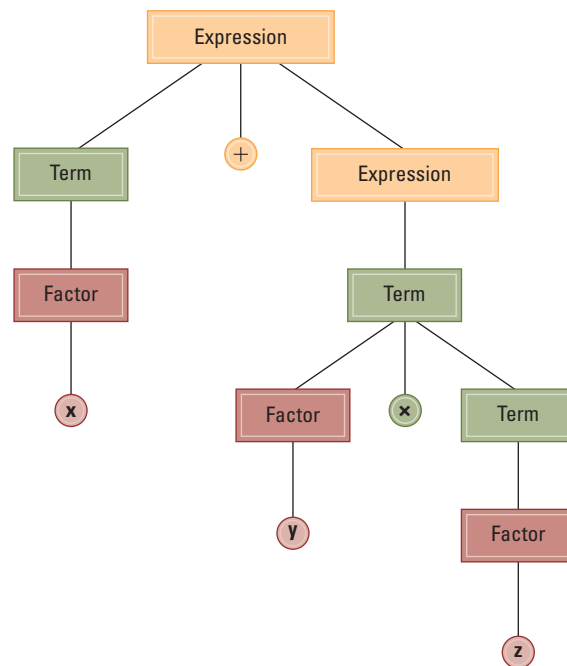 Expression
Term
+
Expression
Factor
Term
x
Factor
×
Term
y
Factor
z